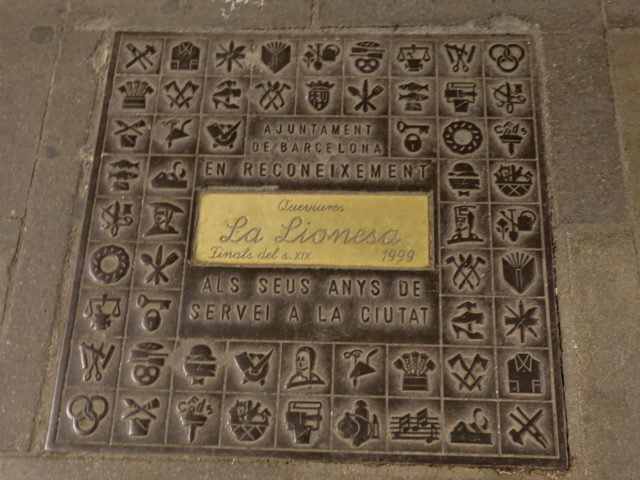 AJUNTAMENT
DE BARCELONA
EN RECONEIXEMENT
Queviures
La Lionesa
Finals del s.XIX 1999
ALS SEUS ANYS DE
SERVEI A LA CIUTAT